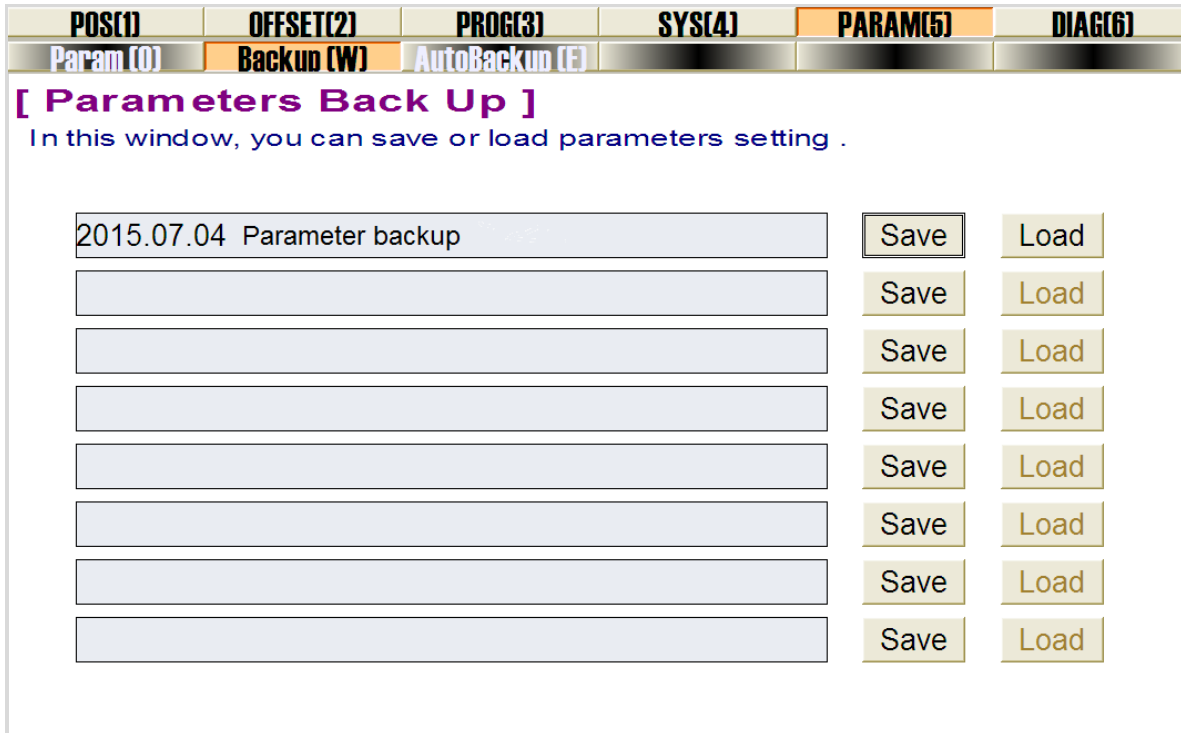 POS(1) OFFSET(2) PROG(3) SYS(4) PARAM(5) DIAG(6)
Param (Q) Backup (W) AutoBackup (E)
[ Parameters Back Up ]
In this window, you can save or load parameters setting .
2015.07.04 Parameter backup Save Load
Save Load
Save Load
Save Load
Save Load
Save Load
Save Load
Save Load